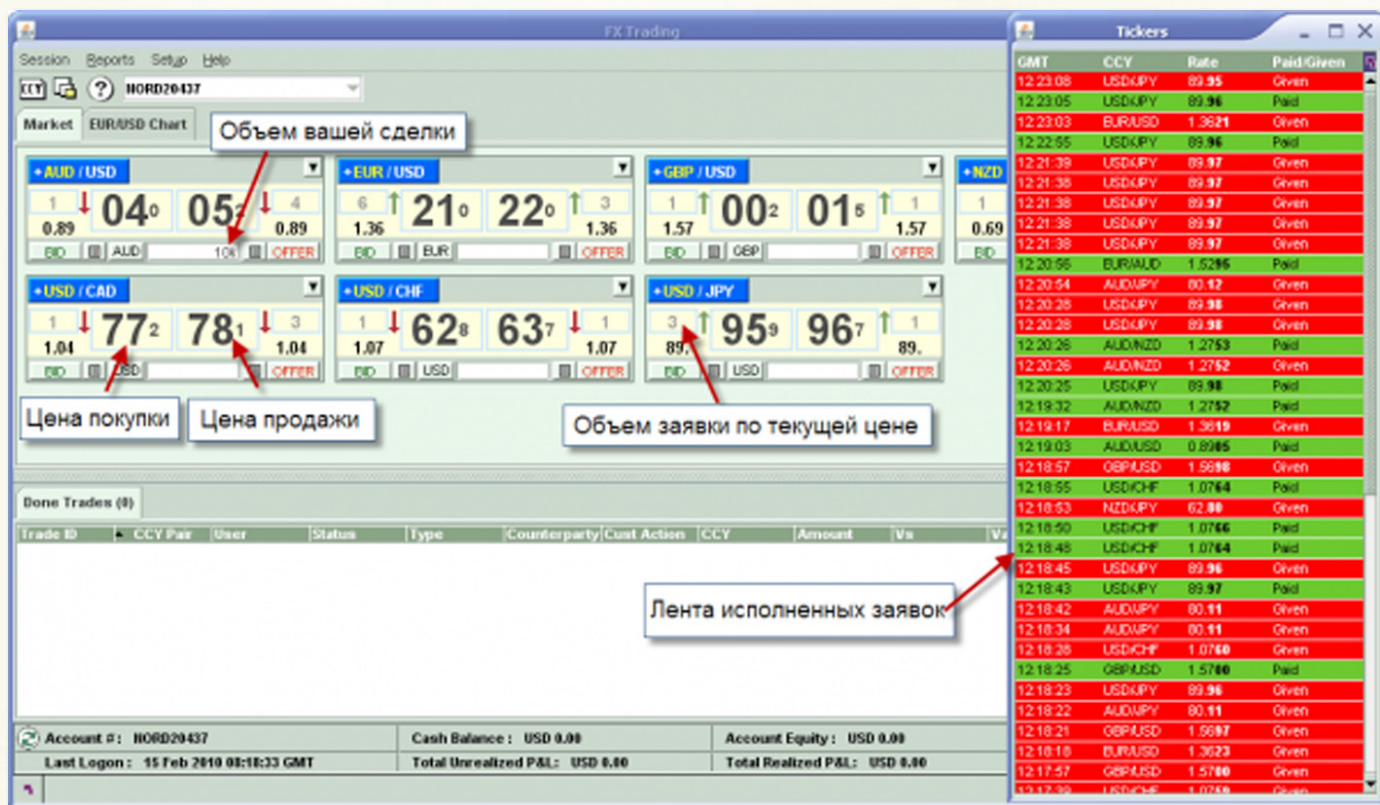 FX Trading
Session Reports Setup Help
CCY ? NORD20437
Market EUR/USD Chart
Объем вашей сделки
+AUD / USD +EUR / USD +GBP / USD +NZD
1 04 0 05 4 6 21 0 22 0 3 1 00 2 01 5 1 1
0.89 0.89 1.36 1.36 1.57 1.57 0.69
BID AUD 10k OFFER BID EUR OFFER BID GBP OFFER BID
+USD / CAD +USD / CHF +USD / JPY
1 77 2 78 1 3 1 62 8 63 7 1 3 95 9 96 7 1
1.04 1.04 1.07 1.07 89. 89.
BID USD OFFER BID USD OFFER BID USD OFFER
Цена покупки Цена продажи Объем заявки по текущей цене
Done Trades (0)
Trade ID CCY Pair User Status Type Counterparty Cust Action CCY Amount Vs Va
Лента исполненных заявок
Account #: NORD20437 Cash Balance : USD 0.00 Account Equity : USD 0.00
Last Logon : 15 Feb 2010 08:18:33 GMT Total Unrealized P&L: USD 0.00 Total Realized P&L: USD 0.00
Tickers
GMT CCY Rate Paid/Given
12:23:08 USD/JPY 89.95 Given
12:23:05 USD/JPY 89.96 Paid
12:23:03 EUR/USD 1.3621 Given
12:22:55 USD/JPY 89.96 Paid
12:21:39 USD/JPY 89.97 Given
12:21:38 USD/JPY 89.97 Given
12:21:38 USD/JPY 89.97 Given
12:21:38 USD/JPY 89.97 Given
12:21:38 USD/JPY 89.97 Given
12:20:56 EUR/AUD 1.5295 Paid
12:20:54 AUD/JPY 80.12 Given
12:20:28 USD/JPY 89.98 Given
12:20:28 USD/JPY 89.98 Given
12:20:26 AUD/NZD 1.2753 Paid
12:20:26 AUD/NZD 1.2752 Given
12:20:25 USD/JPY 89.98 Paid
12:19:32 AUD/NZD 1.2752 Paid
12:19:17 EUR/USD 1.3619 Given
12:19:03 AUD/USD 0.8905 Paid
12:18:57 GBP/USD 1.5698 Given
12:18:55 USD/CHF 1.0764 Paid
12:18:53 NZD/JPY 62.80 Given
12:18:50 USD/CHF 1.0766 Paid
12:18:48 USD/CHF 1.0764 Paid
12:18:45 USD/JPY 89.96 Given
12:18:43 USD/JPY 89.97 Paid
12:18:42 AUD/JPY 80.11 Given
12:18:34 AUD/JPY 80.11 Given
12:18:28 USD/CHF 1.0760 Given
12:18:25 GBP/USD 1.5700 Paid
12:18:23 USD/JPY 89.96 Given
12:18:22 AUD/JPY 80.11 Given
12:18:21 GBP/USD 1.5697 Given
12:18:18 EUR/USD 1.3623 Given
12:17:57 GBP/USD 1.5700 Given
12:17:39 USD/CHF 1.0759 Given